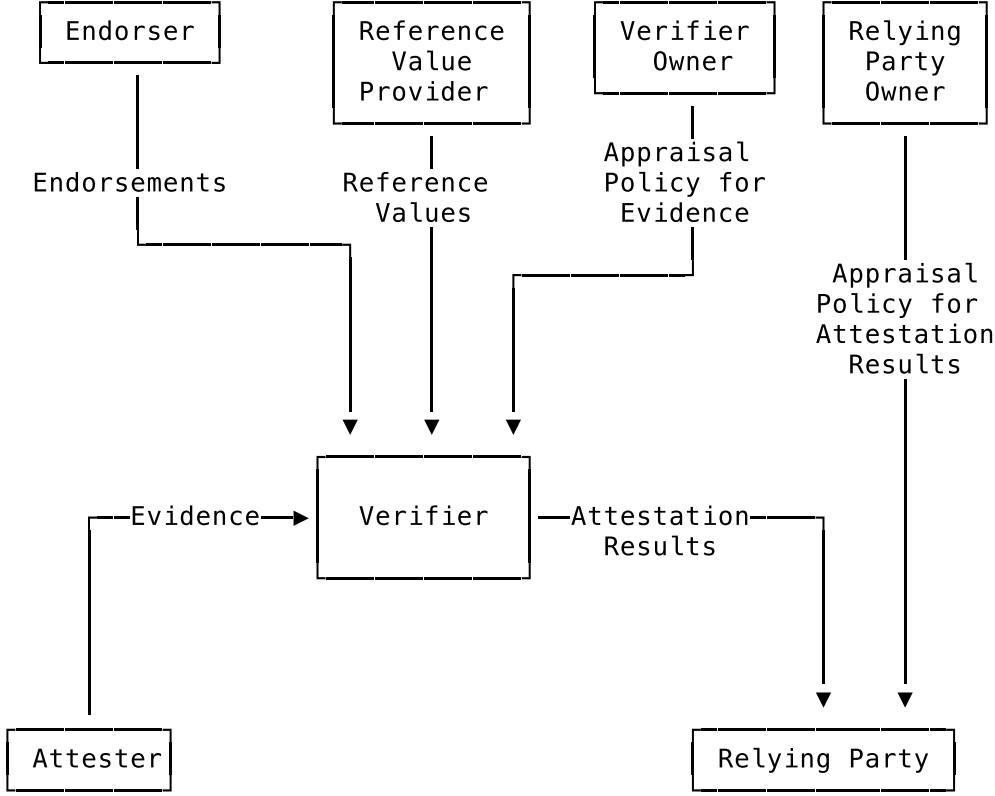 Endorser
Reference
Value
Provider
Verifier
Owner
Relying
Party
Owner
Endorsements
Reference
Values
Appraisal
Policy for
Evidence
Appraisal
Policy for
Attestation
Results
Evidence
Verifier
Attestation
Results
Attester
Relying Party